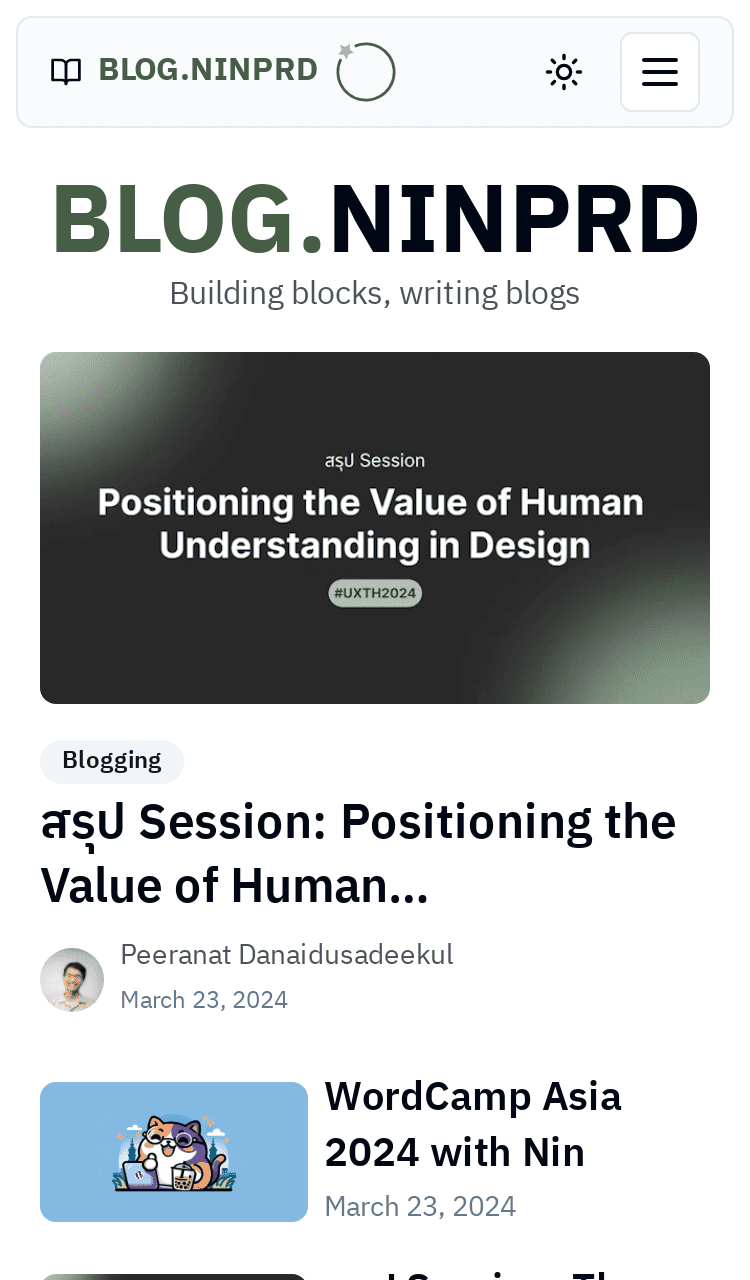 BLOG.NINPRD
BLOG.NINPRD
Building blocks, writing blogs
สรุป Session
Positioning the Value of Human
Understanding in Design
#UXTH2024
Blogging
สรุป Session: Positioning the
Value of Human...
Peeranat Danaidusadeekul
March 23, 2024
WordCamp Asia
2024 with Nin
March 23, 2024